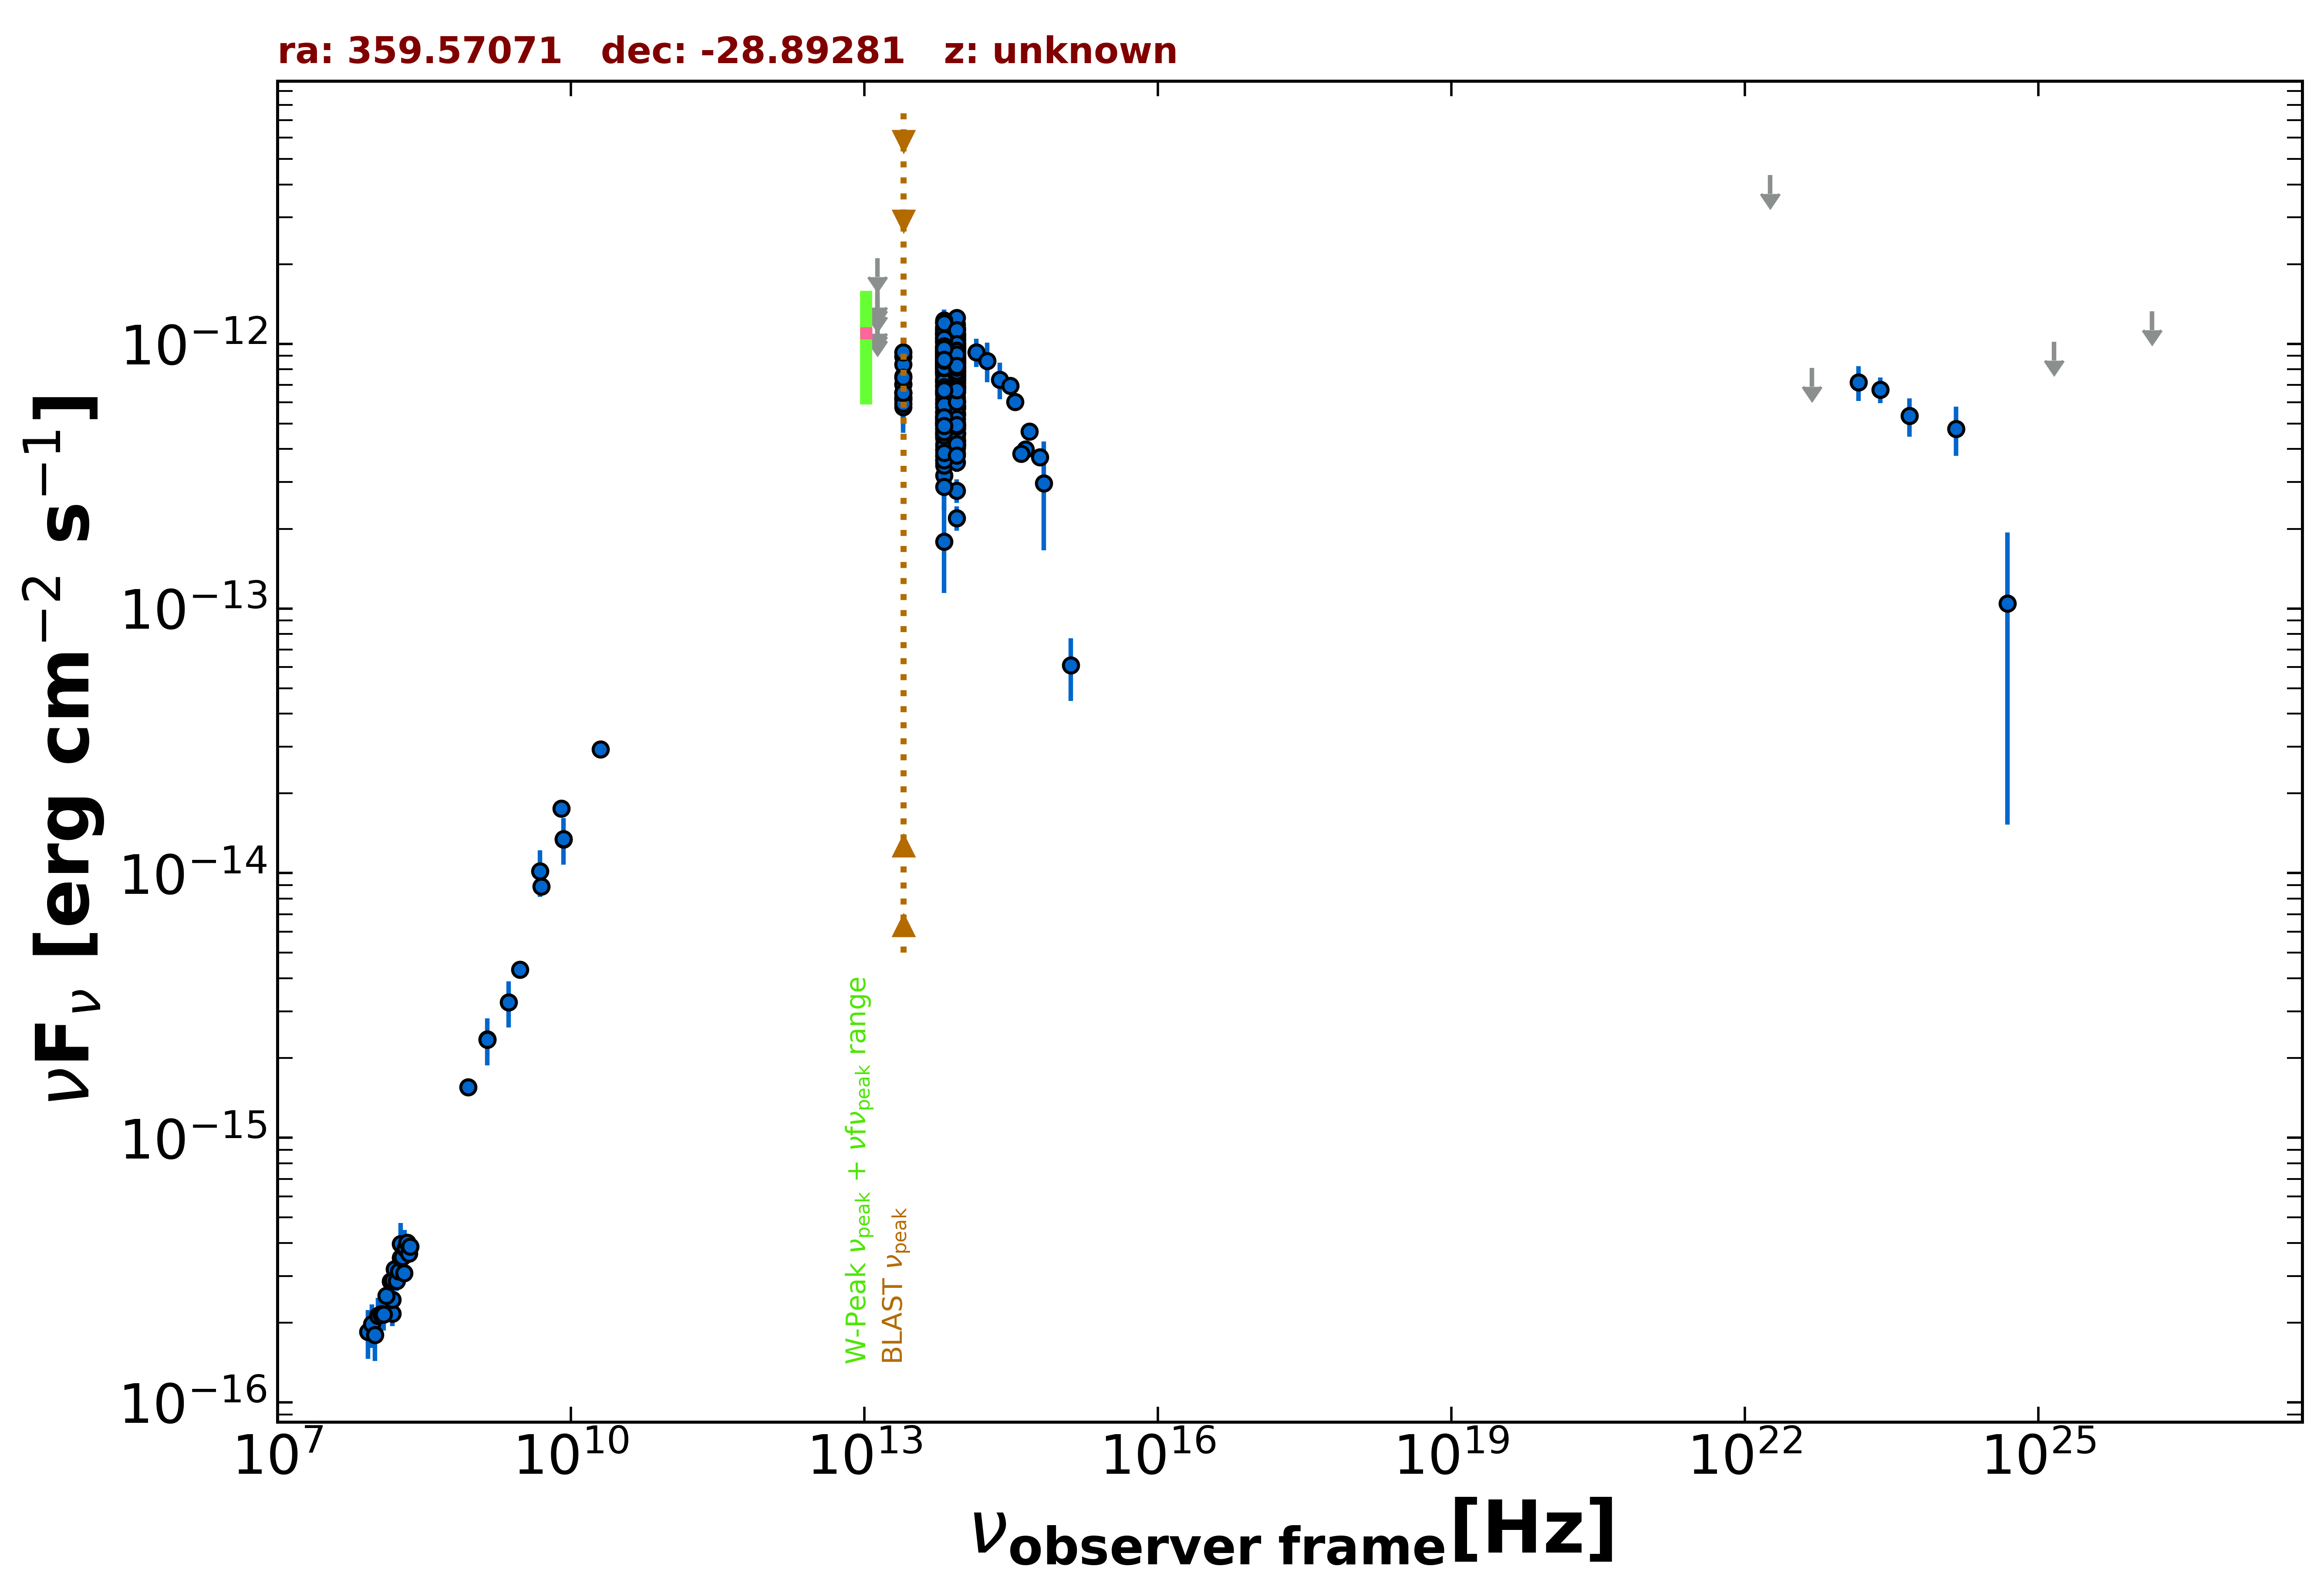 ra: 359.57071 dec: -28.89281 z: unknown
νFν [erg cm−2 s−1]
10−12
10−13
10−14
10−15
10−16
W-Peak νpeak + νfνpeak range
BLAST νpeak
107 1010 1013 1016 1019 1022 1025
νobserver frame[Hz]